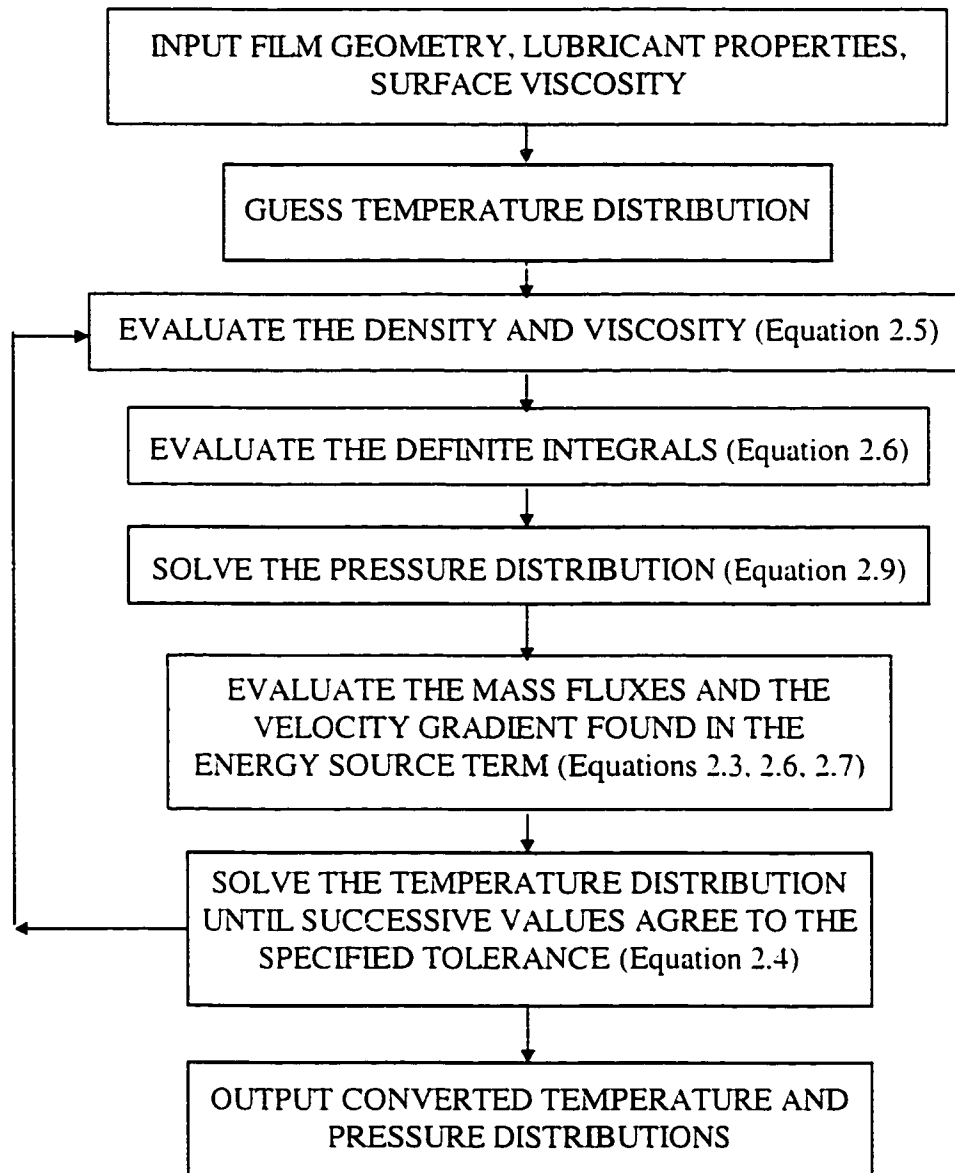 INPUT FILM GEOMETRY, LUBRICANT PROPERTIES,
SURFACE VISCOSITY
GUESS TEMPERATURE DISTRIBUTION
EVALUATE THE DENSITY AND VISCOSITY (Equation 2.5)
EVALUATE THE DEFINITE INTEGRALS (Equation 2.6)
SOLVE THE PRESSURE DISTRIBUTION (Equation 2.9)
EVALUATE THE MASS FLUXES AND THE
VELOCITY GRADIENT FOUND IN THE
ENERGY SOURCE TERM (Equations 2.3, 2.6, 2.7)
SOLVE THE TEMPERATURE DISTRIBUTION
UNTIL SUCCESSIVE VALUES AGREE TO THE
SPECIFIED TOLERANCE (Equation 2.4)
OUTPUT CONVERTED TEMPERATURE AND
PRESSURE DISTRIBUTIONS